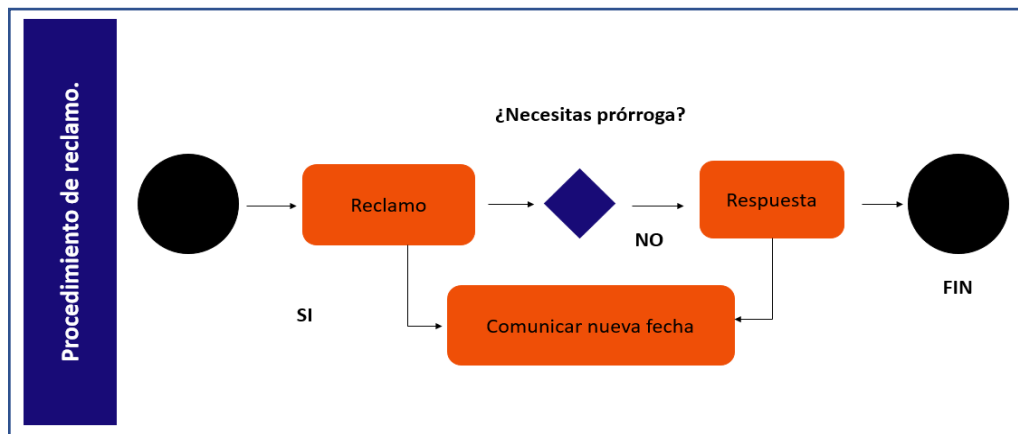 Procedimiento de reclamo.
¿Necesitas prórroga?
Reclamo
Respuesta
NO
SI
Comunicar nueva fecha
FIN